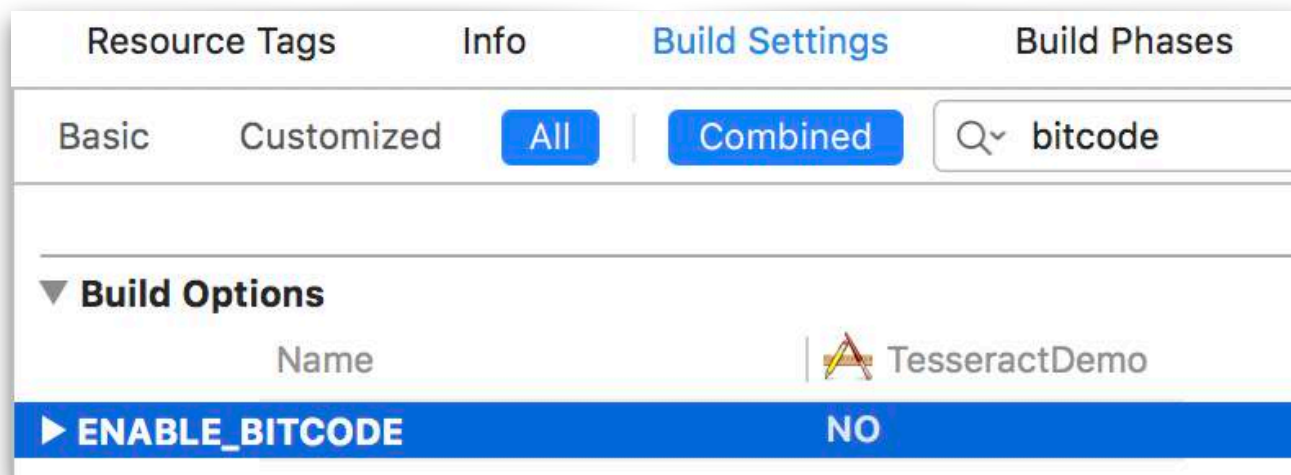 Resource Tags Info Build Settings Build Phases
Basic Customized All Combined bitcode
Build Options
Name TesseractDemo
ENABLE_BITCODE NO